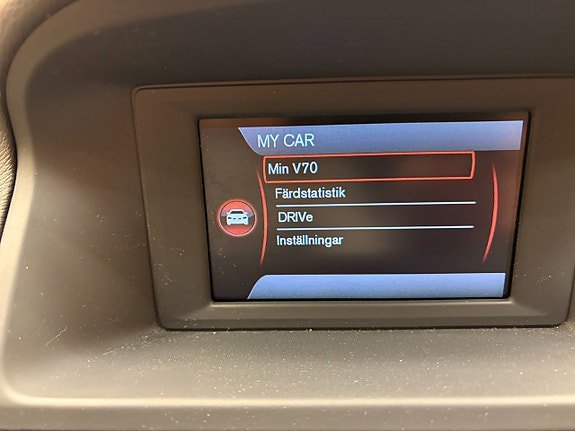 MY CAR
Min V70
Färdstatistik
DRIVe
Inställningar